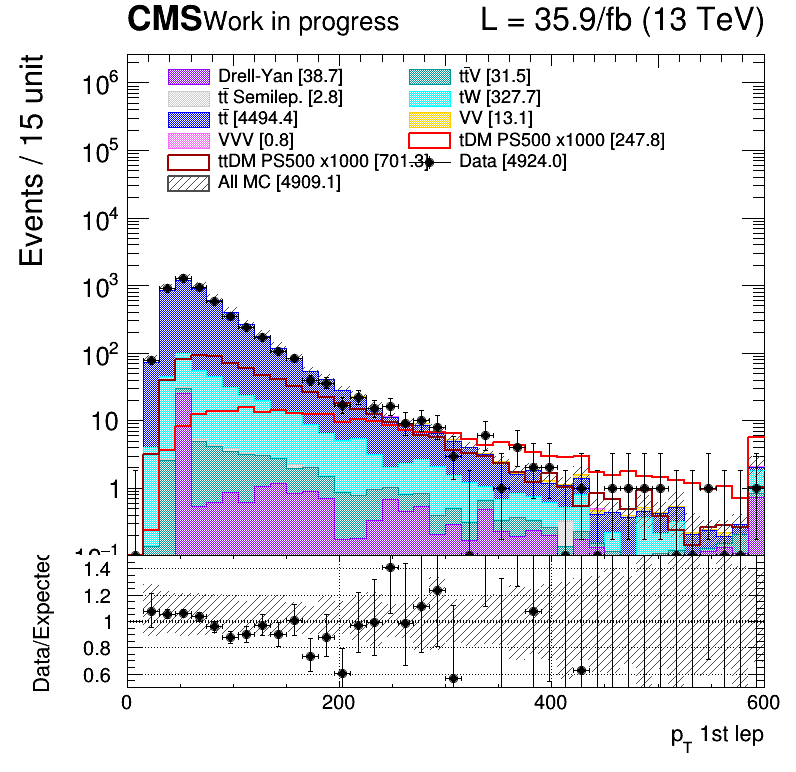 CMS Work in progress L = 35.9/fb (13 TeV)
Events / 15 unit
Drell-Yan [38.7] tt̄V [31.5]
tt̄ Semilep. [2.8] tW [327.7]
tt̄ [4494.4] VV [13.1]
VVV [0.8] tDM PS500 x1000 [247.8]
ttDM PS500 x1000 [701.3] Data [4924.0]
All MC [4909.1]
10⁶
10⁵
10⁴
10³
10²
10
1
10⁻¹
Data/Expected
1.4
1.2
1
0.8
0.6
0 200 400 600
p_T 1st lep